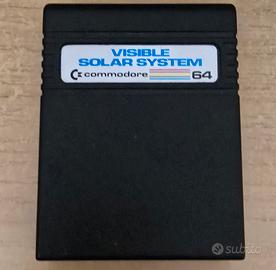 VISIBLE
SOLAR SYSTEM
commodore 64
subito